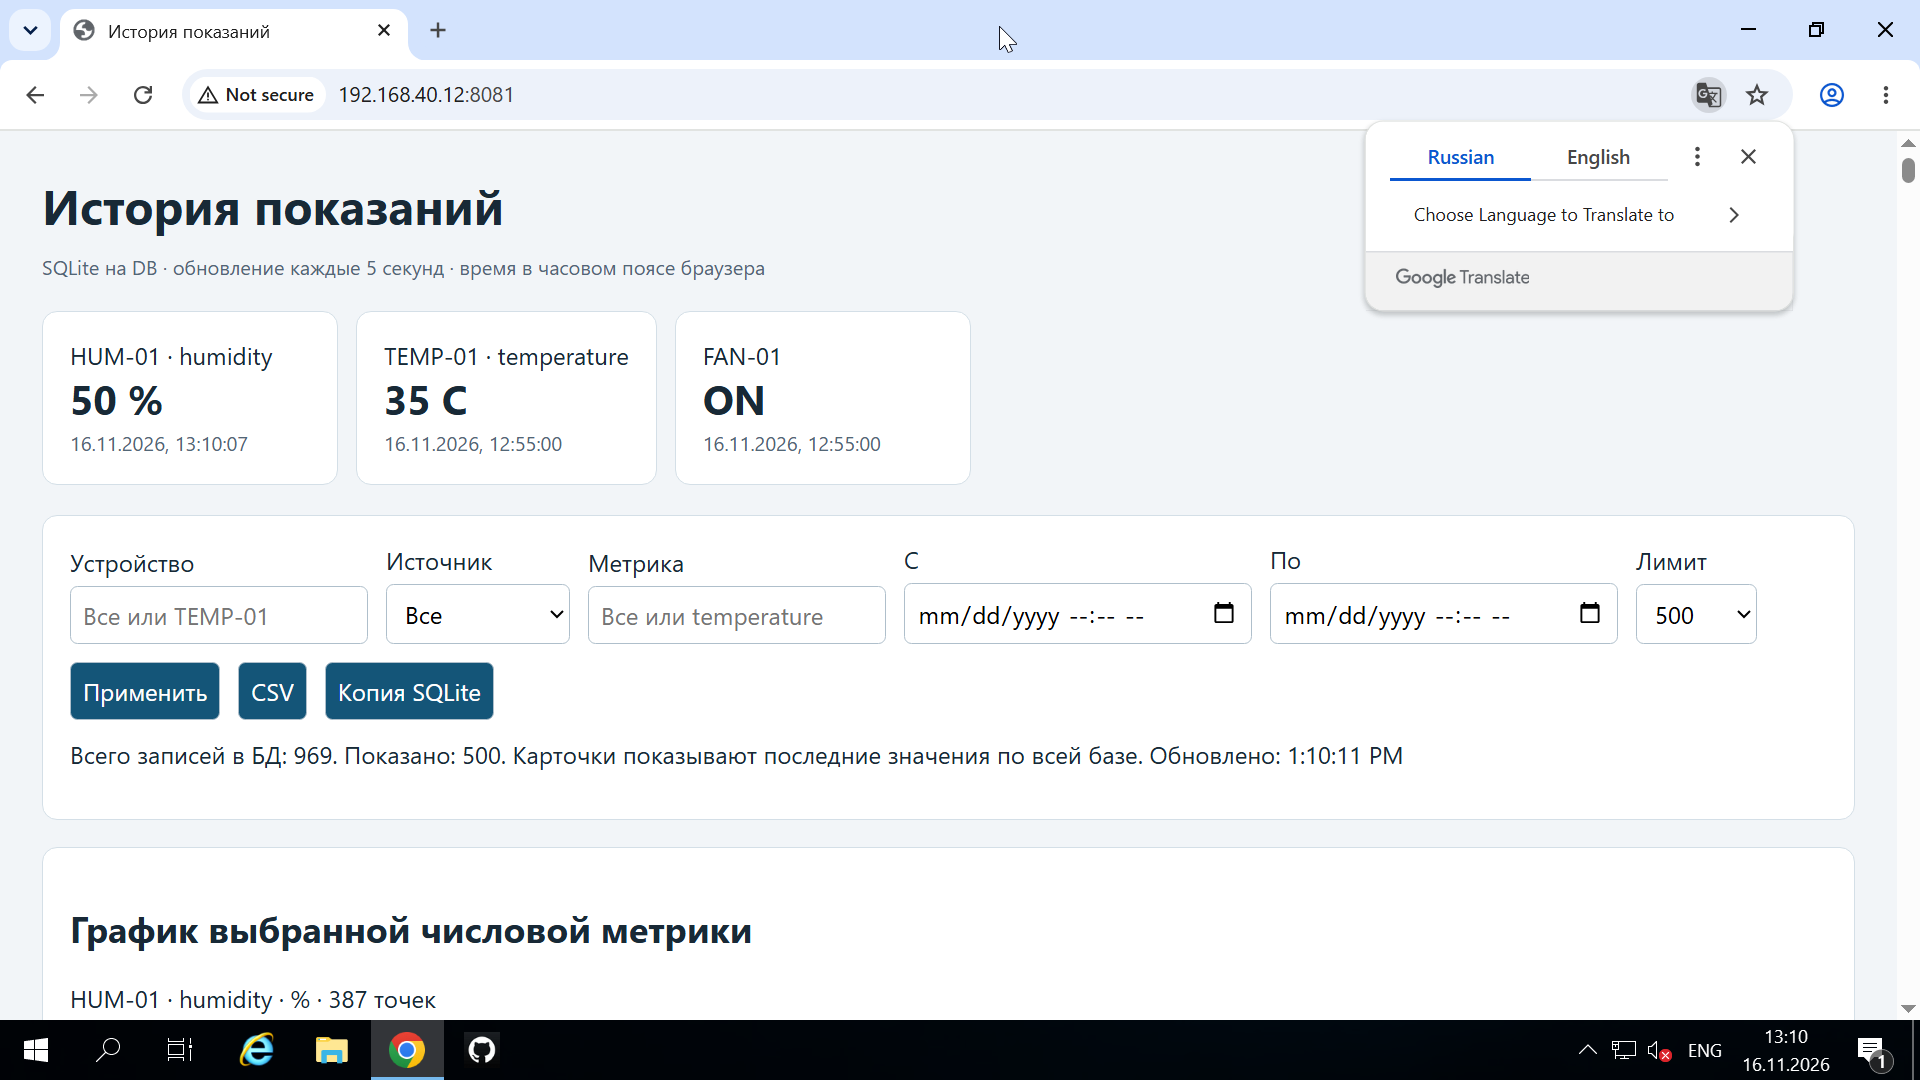 История показаний
Not secure
192.168.40.12:8081
Russian
English
Choose Language to Translate to
Google Translate
История показаний
SQLite на DB · обновление каждые 5 секунд · время в часовом поясе браузера
HUM-01 · humidity
50 %
16.11.2026, 13:10:07
TEMP-01 · temperature
35 C
16.11.2026, 12:55:00
FAN-01
ON
16.11.2026, 12:55:00
Устройство
Все или TEMP-01
Источник
Все
Метрика
Все или temperature
С
mm/dd/yyyy --:-- --
По
mm/dd/yyyy --:-- --
Лимит
500
Применить
CSV
Копия SQLite
Всего записей в БД: 969. Показано: 500. Карточки показывают последние значения по всей базе. Обновлено: 1:10:11 PM
График выбранной числовой метрики
HUM-01 · humidity · % · 387 точек
ENG
13:10
16.11.2026
1